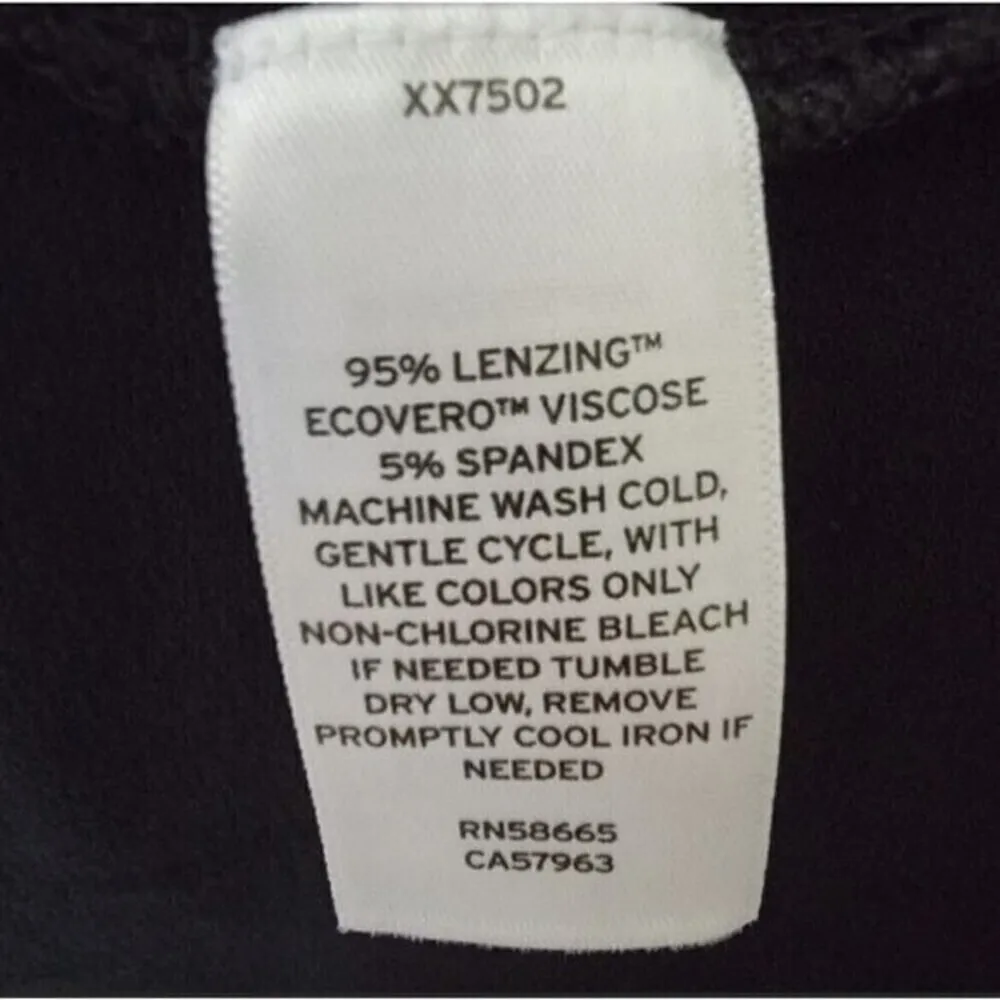 XX7502
95% LENZING™
ECOVERO™ VISCOSE
5% SPANDEX
MACHINE WASH COLD,
GENTLE CYCLE, WITH
LIKE COLORS ONLY
NON-CHLORINE BLEACH
IF NEEDED TUMBLE
DRY LOW, REMOVE
PROMPTLY COOL IRON IF
NEEDED
RN58665
CA57963